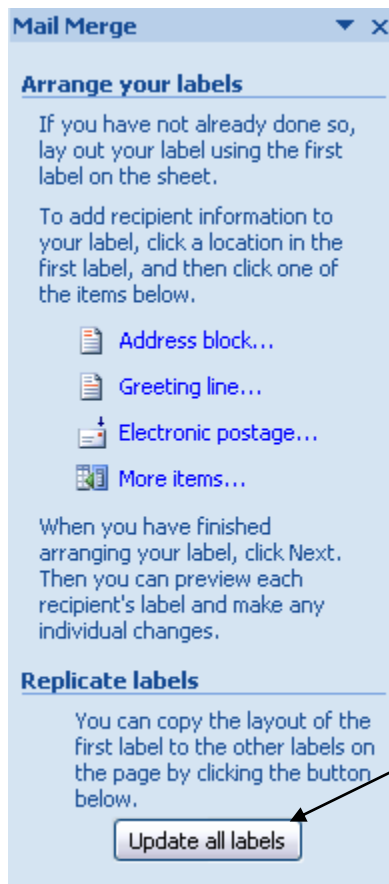 Mail Merge
Arrange your labels
If you have not already done so,
lay out your label using the first
label on the sheet.
To add recipient information to
your label, click a location in the
first label, and then click one of
the items below.
Address block...
Greeting line...
Electronic postage...
More items...
When you have finished
arranging your label, click Next.
Then you can preview each
recipient's label and make any
individual changes.
Replicate labels
You can copy the layout of the
first label to the other labels on
the page by clicking the button
below.
Update all labels